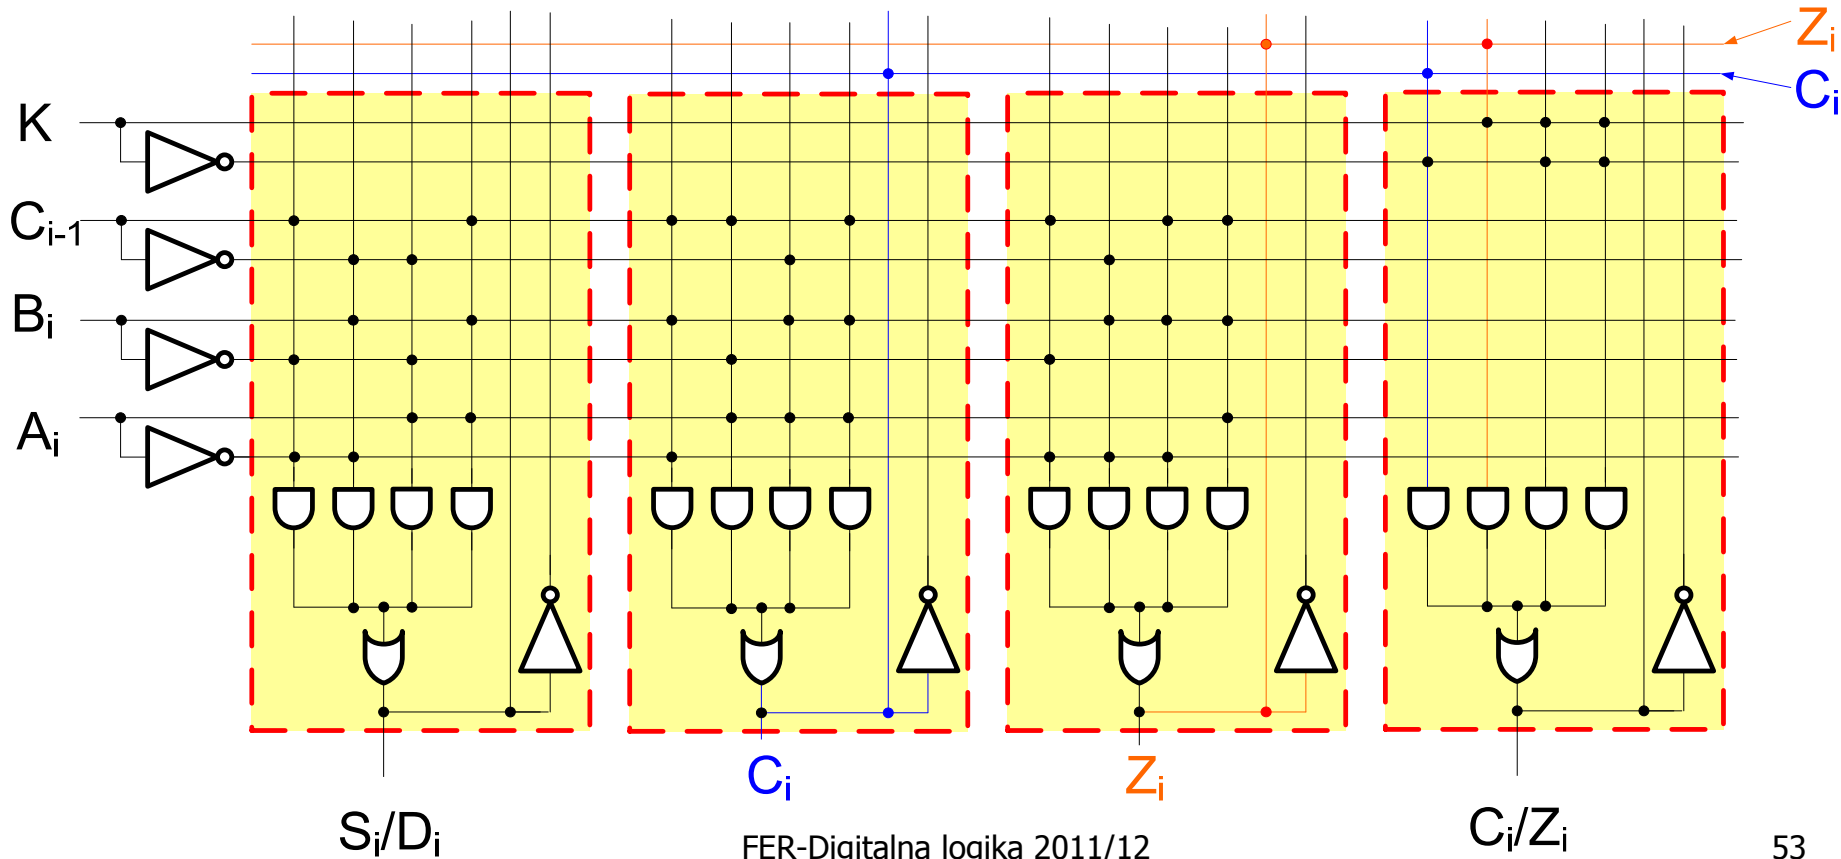 Zᵢ
Cᵢ
K
Cᵢ₋₁
Bᵢ
Aᵢ
Cᵢ
Zᵢ
Sᵢ/Dᵢ
Cᵢ/Zᵢ
FER-Digitalna logika 2011/12
53